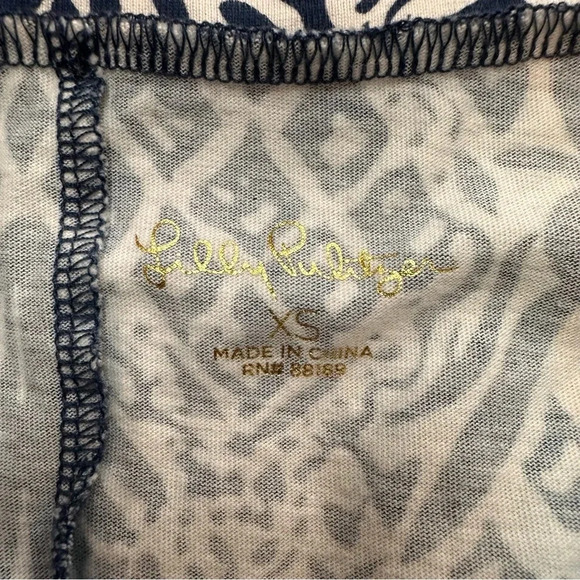 Lilly Pulitzer
XS
MADE IN CHINA
RN# 88189